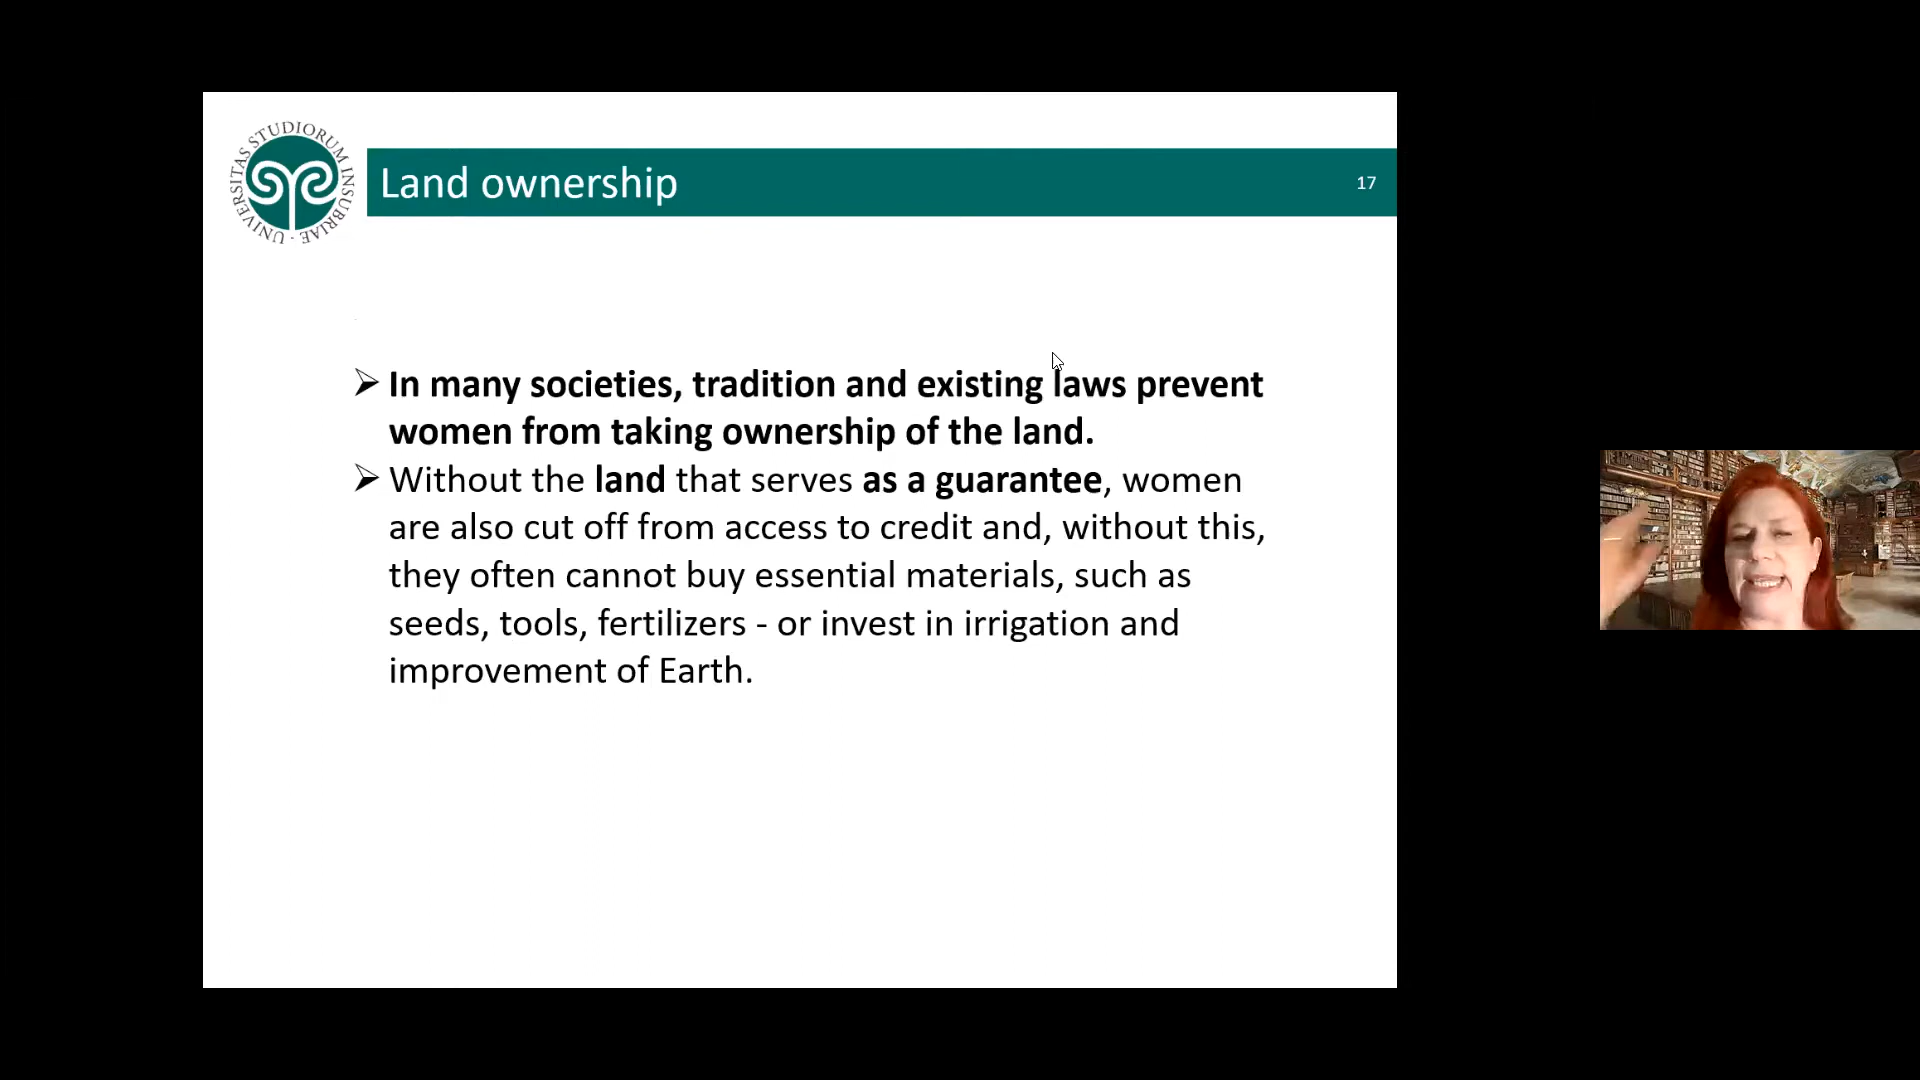 UNIVERSITAS STUDIORUM INSUBRIAE
Land ownership
17
➢ In many societies, tradition and existing laws prevent
women from taking ownership of the land.
➢ Without the land that serves as a guarantee, women
are also cut off from access to credit and, without this,
they often cannot buy essential materials, such as
seeds, tools, fertilizers - or invest in irrigation and
improvement of Earth.